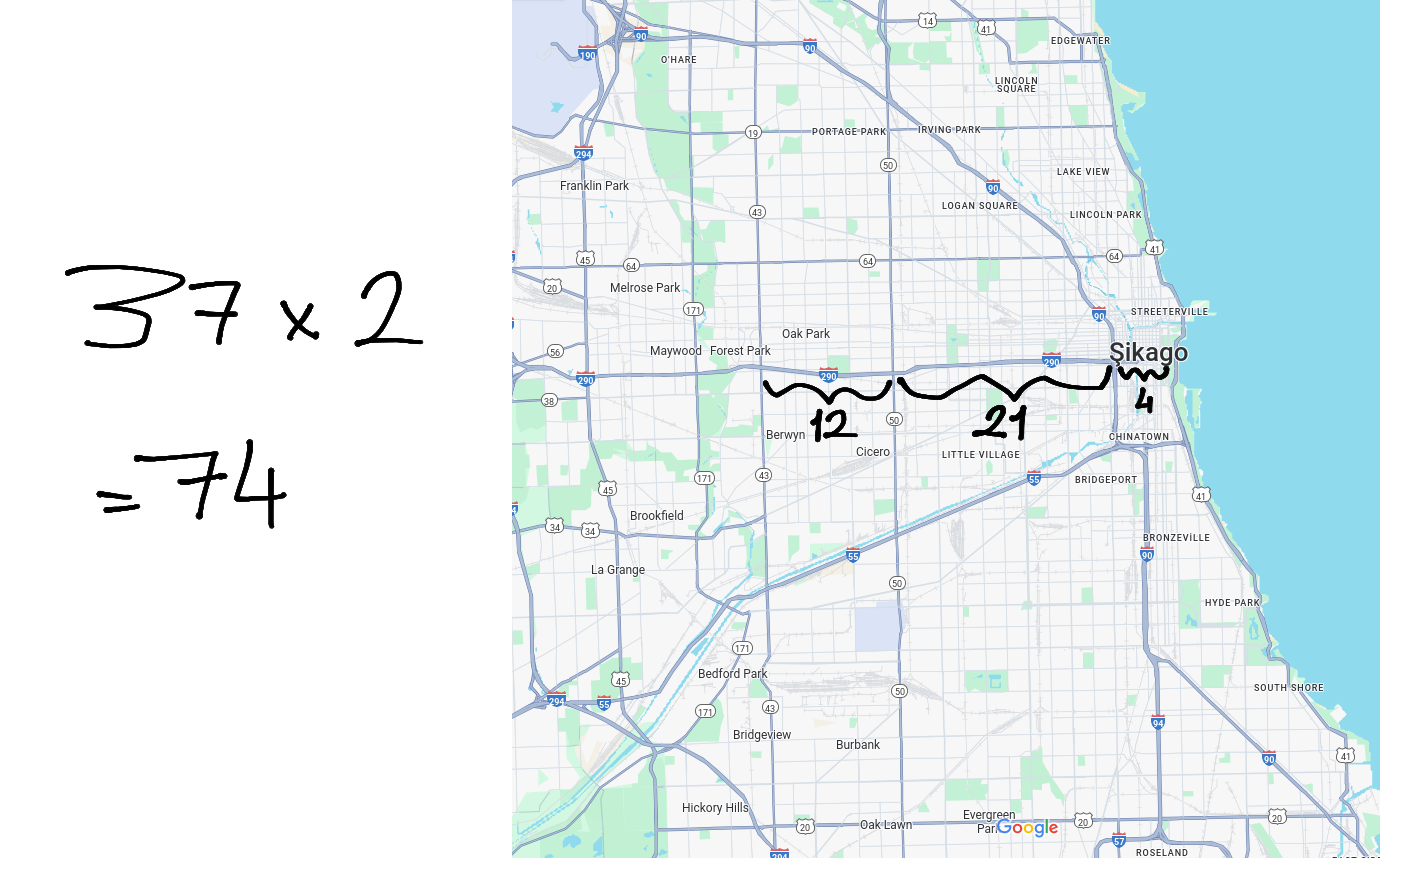 37 x 2
= 74
14
41
EDGEWATER
90
190
90
O'HARE
LINCOLN
SQUARE
19
PORTAGE PARK
IRVING PARK
294
50
LAKE VIEW
Franklin Park
90
LOGAN SQUARE
43
LINCOLN PARK
41
45
64
64
64
20
Melrose Park
171
90
STREETERVILLE
Oak Park
56
Maywood
Forest Park
Şikago
290
290
290
38
12
21
4
50
Berwyn
CHINATOWN
Cicero
LITTLE VILLAGE
43
171
55
BRIDGEPORT
45
41
Brookfield
34
34
BRONZEVILLE
55
90
La Grange
50
HYDE PARK
171
Bedford Park
45
SOUTH SHORE
294
55
50
171
43
94
Bridgeview
Burbank
41
90
Hickory Hills
Evergreen
Park
20
Oak Lawn
Google
20
20
57
ROSELAND